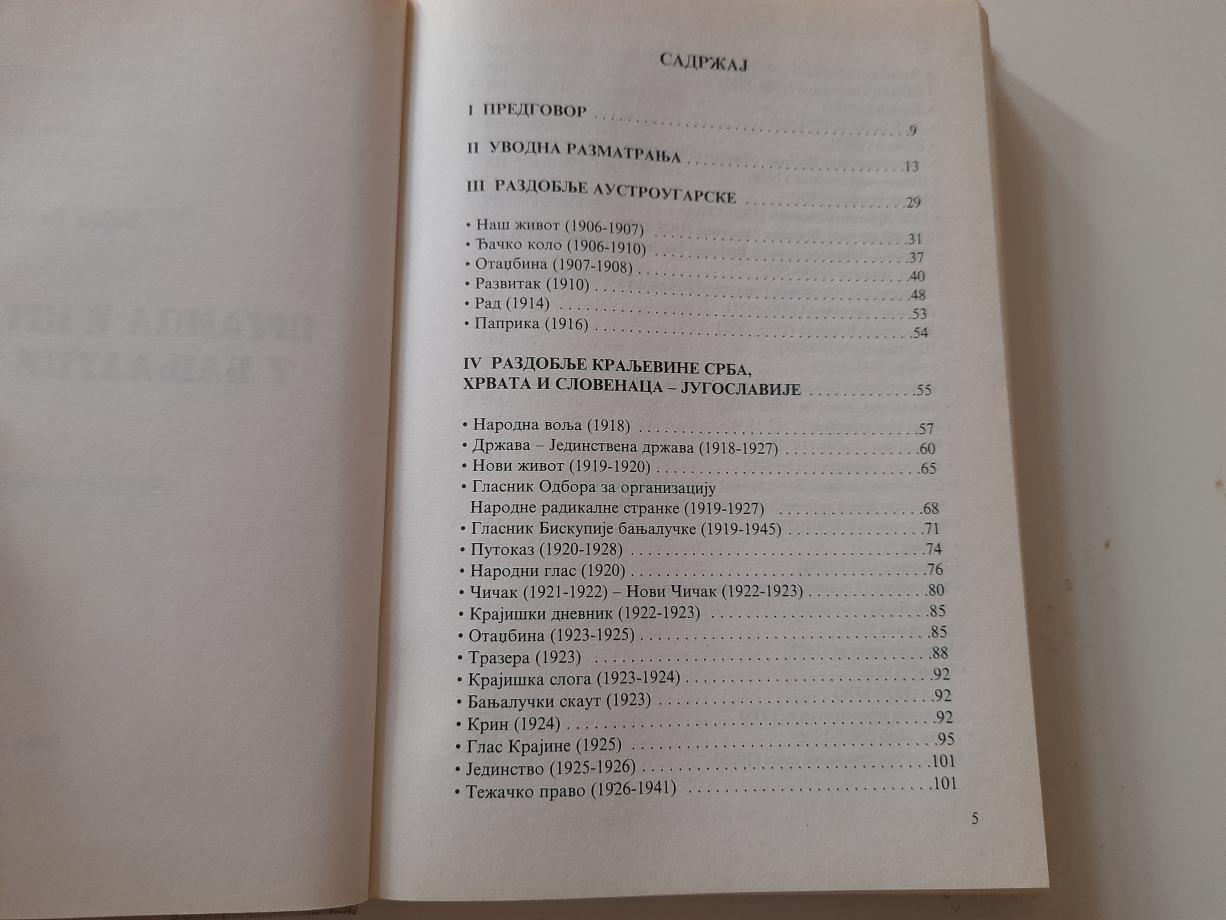 САДРЖАЈ
I ПРЕДГОВОР . . . . . . . . . . . . . . . . . . . . 9
II УВОДНА РАЗМАТРАЊА . . . . . . . . . . . . . . . . . . . . 13
III РАЗДОБЉЕ АУСТРОУГАРСКЕ . . . . . . . . . . . . . . . . . . . . 29
• Наш живот (1906-1907) . . . . . . . . . . . . . . . . . . . . 31
• Ђачко коло (1906-1910) . . . . . . . . . . . . . . . . . . . . 37
• Отаџбина (1907-1908) . . . . . . . . . . . . . . . . . . . . 40
• Развитак (1910) . . . . . . . . . . . . . . . . . . . . 48
• Рад (1914) . . . . . . . . . . . . . . . . . . . . 53
• Паприка (1916) . . . . . . . . . . . . . . . . . . . . 54
IV РАЗДОБЉЕ КРАЉЕВИНЕ СРБА,
ХРВАТА И СЛОВЕНАЦА – ЈУГОСЛАВИЈЕ . . . . . . . . . . . . 55
• Народна воља (1918) . . . . . . . . . . . . . . . . . . . . 57
• Држава – Јединствена држава (1918-1927) . . . . . . . . . . . . 60
• Нови живот (1919-1920) . . . . . . . . . . . . . . . . . . . . 65
• Гласник Одбора за организацију
Народне радикалне странке (1919-1927) . . . . . . . . . . . . 68
• Гласник Бискупије бањалучке (1919-1945) . . . . . . . . . . . . 71
• Путоказ (1920-1928) . . . . . . . . . . . . . . . . . . . . 74
• Народни глас (1920) . . . . . . . . . . . . . . . . . . . . 76
• Чичак (1921-1922) – Нови Чичак (1922-1923) . . . . . . . . . . . . 80
• Крајишки дневник (1922-1923) . . . . . . . . . . . . . . . . . . . . 85
• Отаџбина (1923-1925) . . . . . . . . . . . . . . . . . . . . 85
• Тразера (1923) . . . . . . . . . . . . . . . . . . . . 88
• Крајишка слога (1923-1924) . . . . . . . . . . . . . . . . . . . . 92
• Бањалучки скаут (1923) . . . . . . . . . . . . . . . . . . . . 92
• Крин (1924) . . . . . . . . . . . . . . . . . . . . 92
• Глас Крајине (1925) . . . . . . . . . . . . . . . . . . . . 95
• Јединство (1925-1926) . . . . . . . . . . . . . . . . . . . . 101
• Тежачко право (1926-1941) . . . . . . . . . . . . . . . . . . . . 101
5